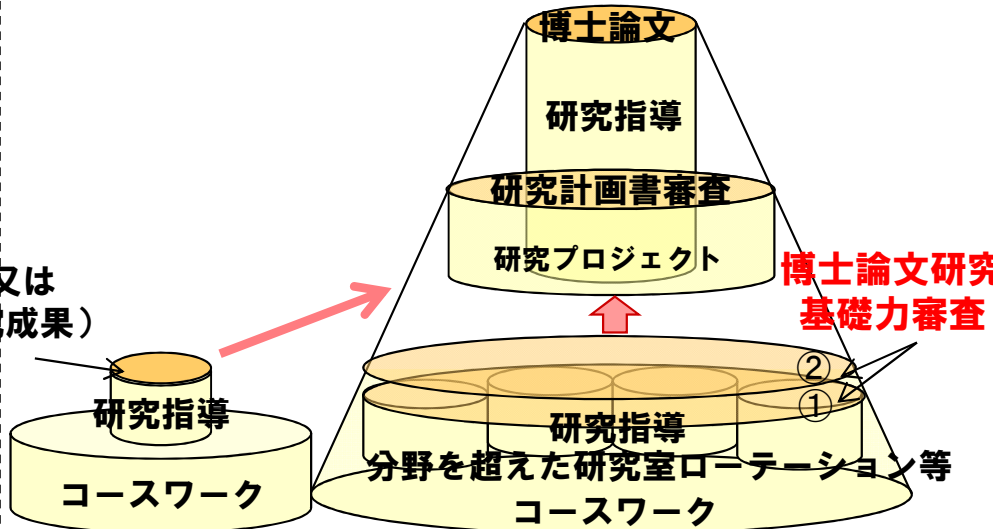 博士論文
研究指導
研究計画書審査
研究プロジェクト
博士論文研究
基礎力審査
又は
成果）
②
①
研究指導
研究指導
分野を超えた研究室ローテーション等
コースワーク
コースワーク